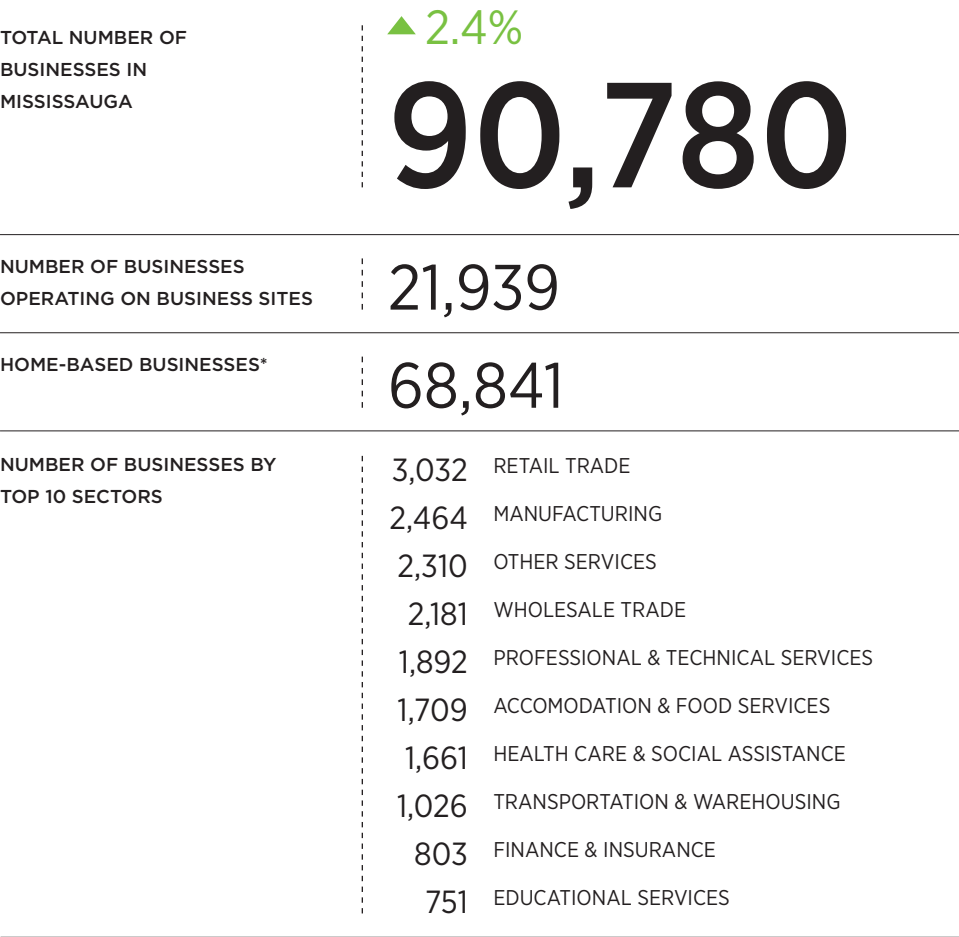 TOTAL NUMBER OF
BUSINESSES IN
MISSISSAUGA
▲ 2.4%
90,780
NUMBER OF BUSINESSES
OPERATING ON BUSINESS SITES
21,939
HOME-BASED BUSINESSES*
68,841
NUMBER OF BUSINESSES BY
TOP 10 SECTORS
3,032 RETAIL TRADE
2,464 MANUFACTURING
2,310 OTHER SERVICES
2,181 WHOLESALE TRADE
1,892 PROFESSIONAL & TECHNICAL SERVICES
1,709 ACCOMODATION & FOOD SERVICES
1,661 HEALTH CARE & SOCIAL ASSISTANCE
1,026 TRANSPORTATION & WAREHOUSING
803 FINANCE & INSURANCE
751 EDUCATIONAL SERVICES